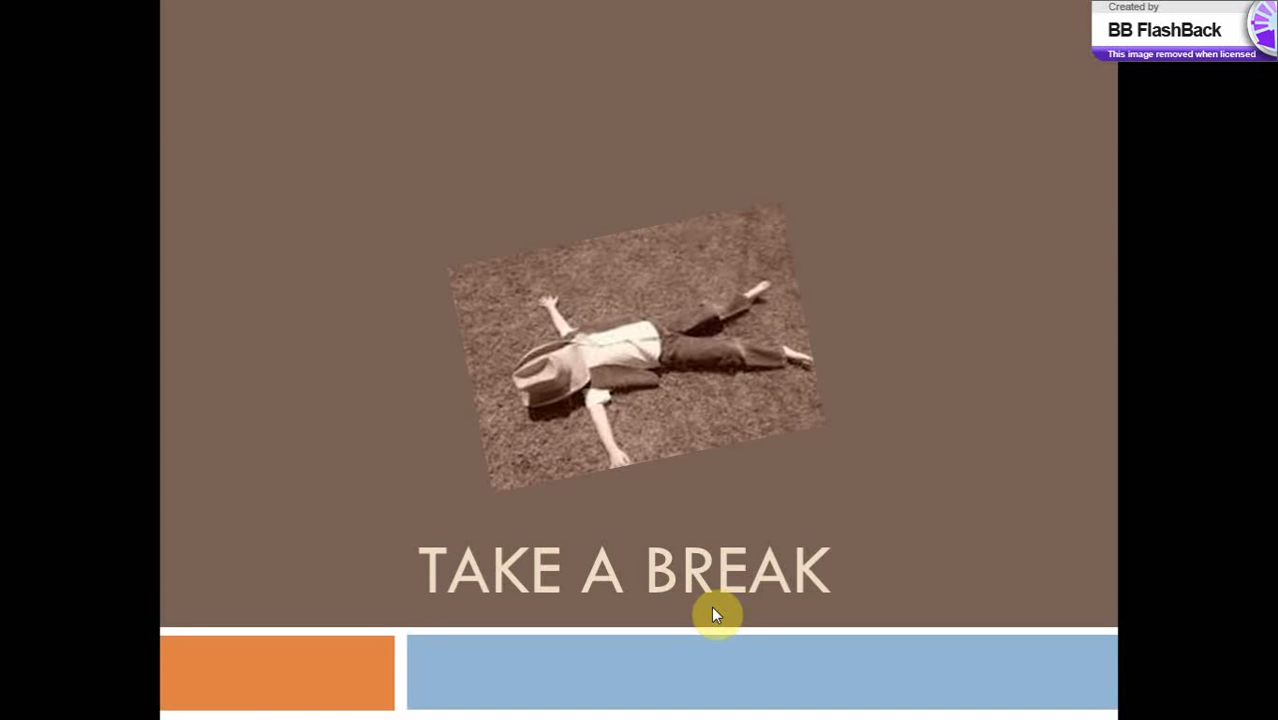 Created by
BB FlashBack
This image removed when licensed
TAKE A BREAK